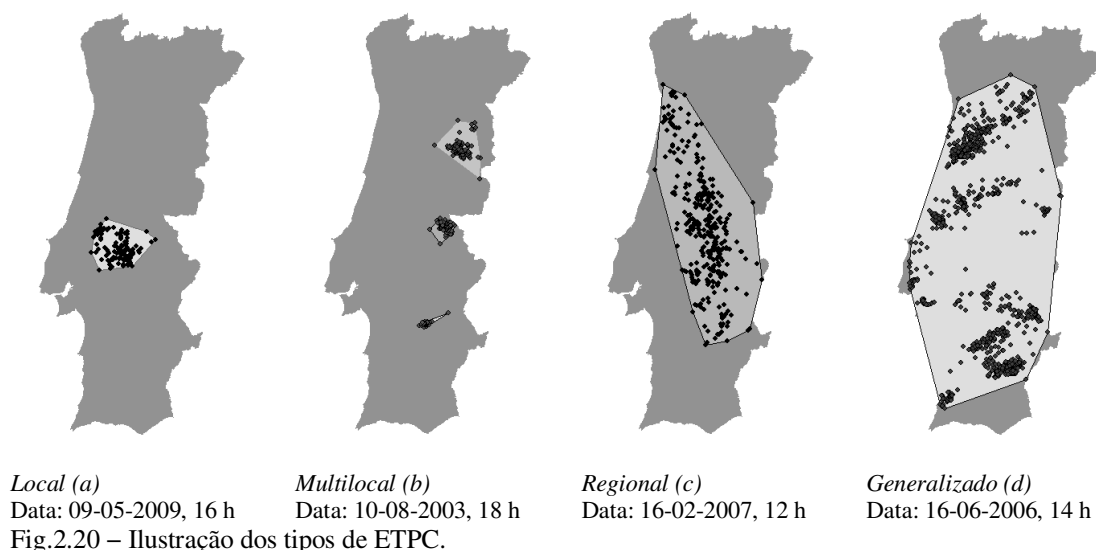 Local (a)
Data: 09-05-2009, 16 h
Multilocal (b)
Data: 10-08-2003, 18 h
Regional (c)
Data: 16-02-2007, 12 h
Generalizado (d)
Data: 16-06-2006, 14 h
Fig.2.20 – Ilustração dos tipos de ETPC.